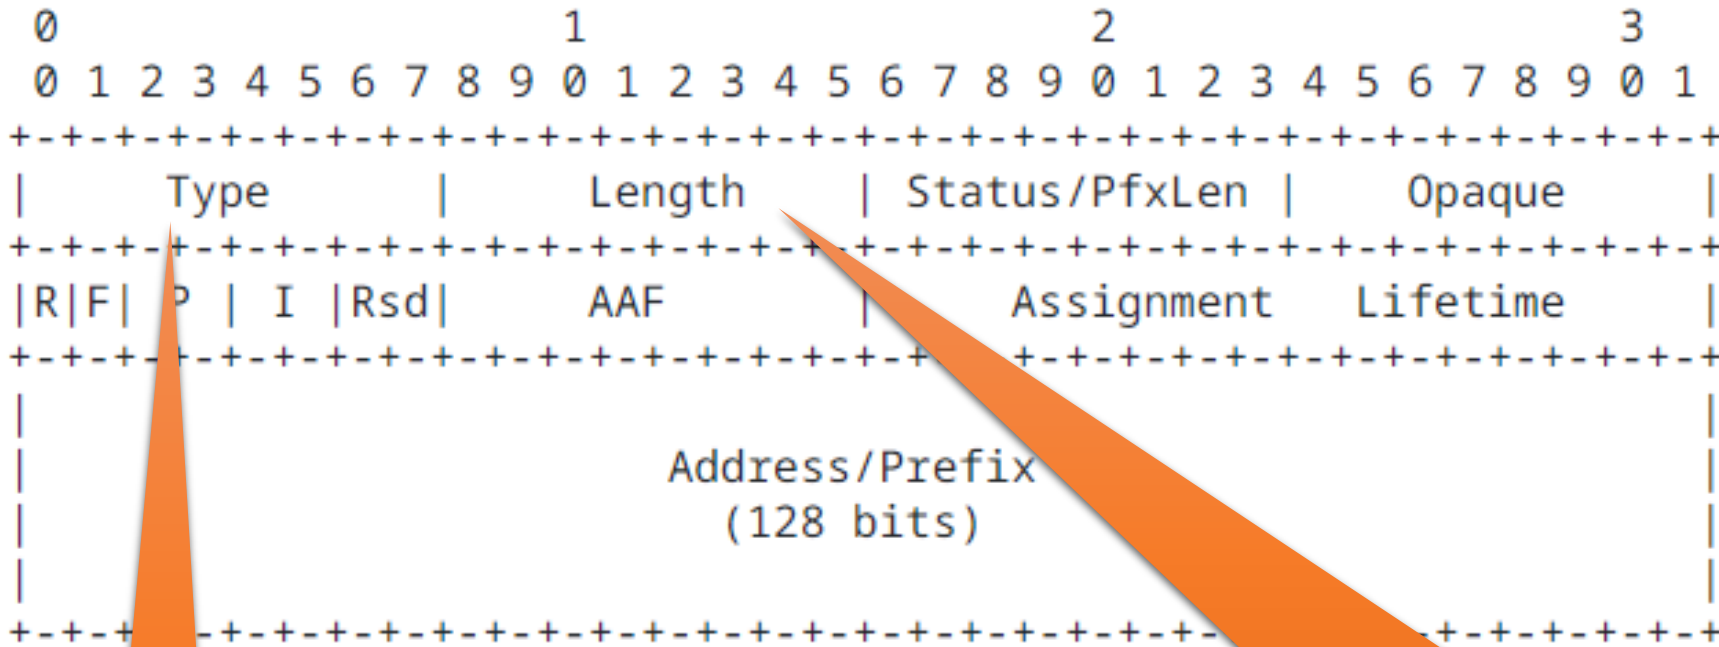 0 1 2 3
0 1 2 3 4 5 6 7 8 9 0 1 2 3 4 5 6 7 8 9 0 1 2 3 4 5 6 7 8 9 0 1
+-+-+-+-+-+-+-+-+-+-+-+-+-+-+-+-+-+-+-+-+-+-+-+-+-+-+-+-+-+-+-+-+
| Type | Length | Status/PfxLen | Opaque |
+-+-+-+-+-+-+-+-+-+-+-+-+-+-+-+-+-+-+-+-+-+-+-+-+-+-+-+-+-+-+-+-+
|R|F| P | I |Rsd| AAF | Assignment Lifetime |
+-+-+-+-+-+-+-+-+-+-+-+-+-+-+-+-+-+ +-+-+-+-+-+-+-+-+-+-+-+-+-+
| |
| Address/Prefix |
| (128 bits) |
| |
+-+-+ -+-+-+-+-+-+-+-+-+-+-+-+-+-+-+-+-+-+-+- -+-+-+-+-+-+